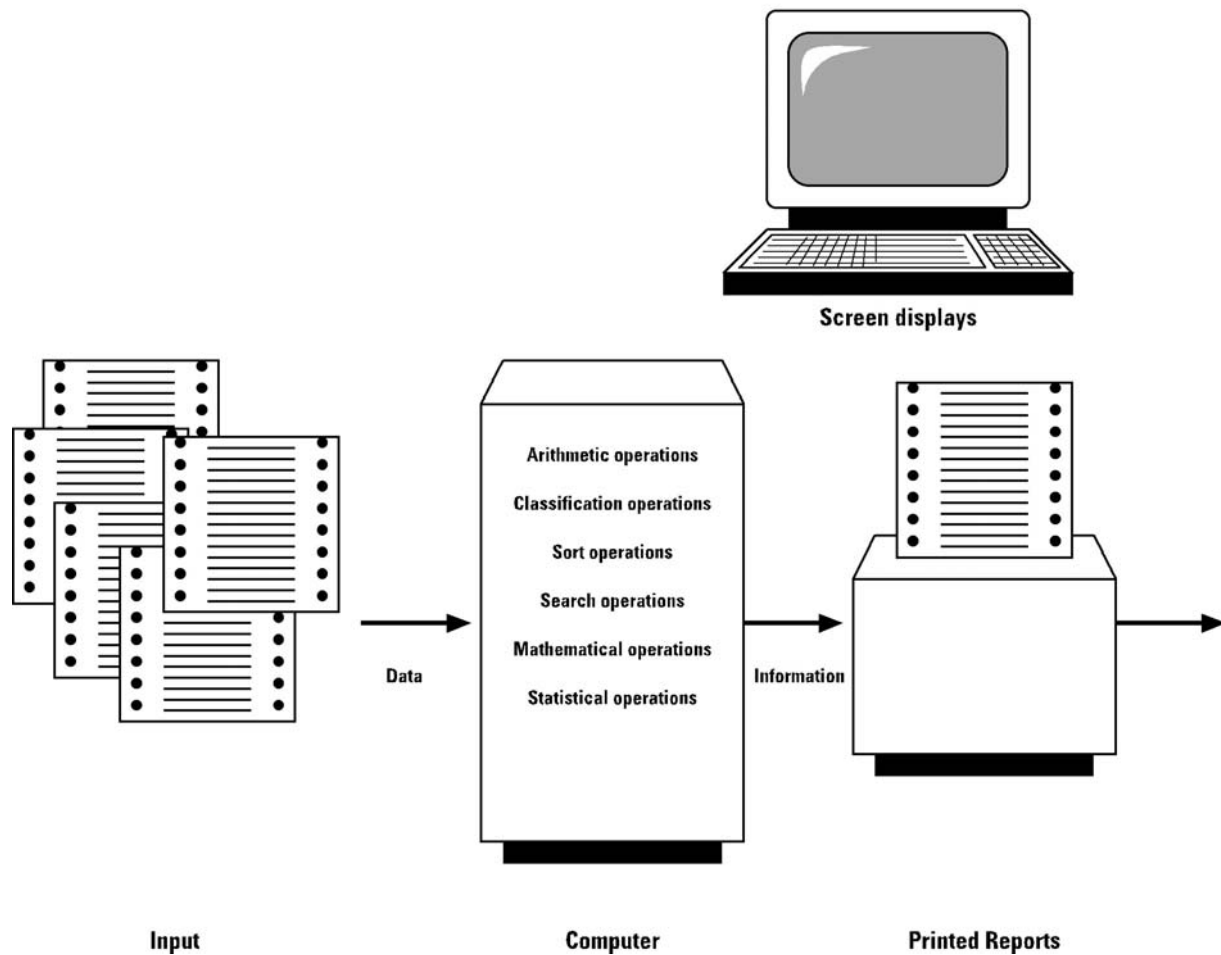 Screen displays
Arithmetic operations
Classification operations
Sort operations
Search operations
Mathematical operations
Statistical operations
Data
Information
Input
Computer
Printed Reports